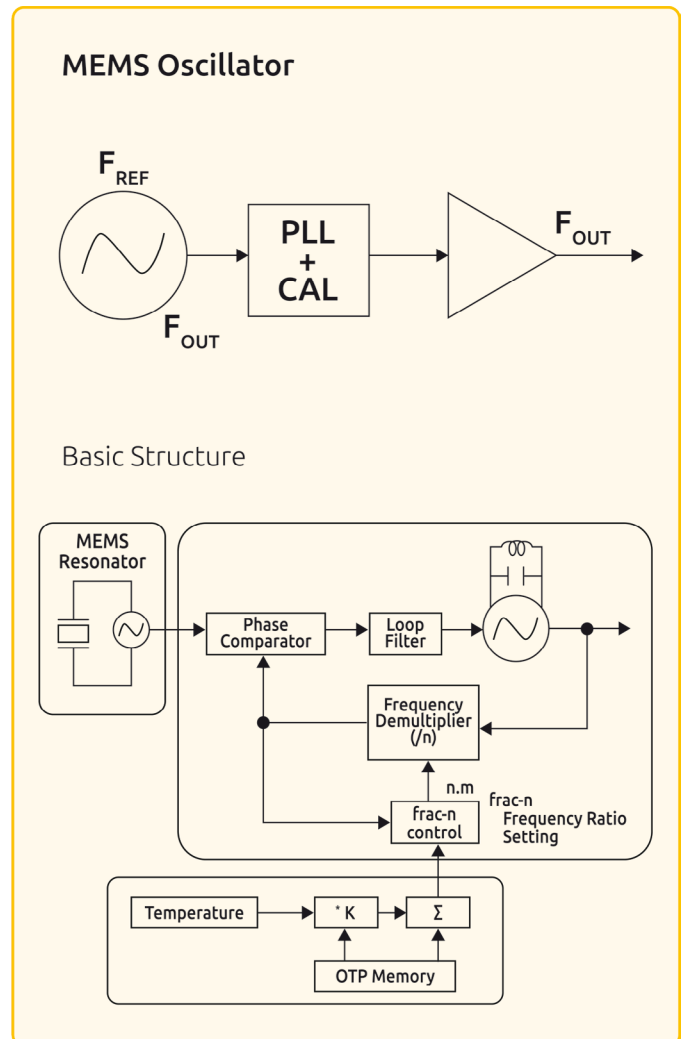 MEMS Oscillator
F REF
PLL
+
CAL
F OUT
F OUT
Basic Structure
MEMS
Resonator
Phase
Comparator
Loop
Filter
Frequency
Demultiplier
(/n)
n.m
frac-n
control
frac-n
Frequency Ratio
Setting
Temperature
* K
Σ
OTP Memory